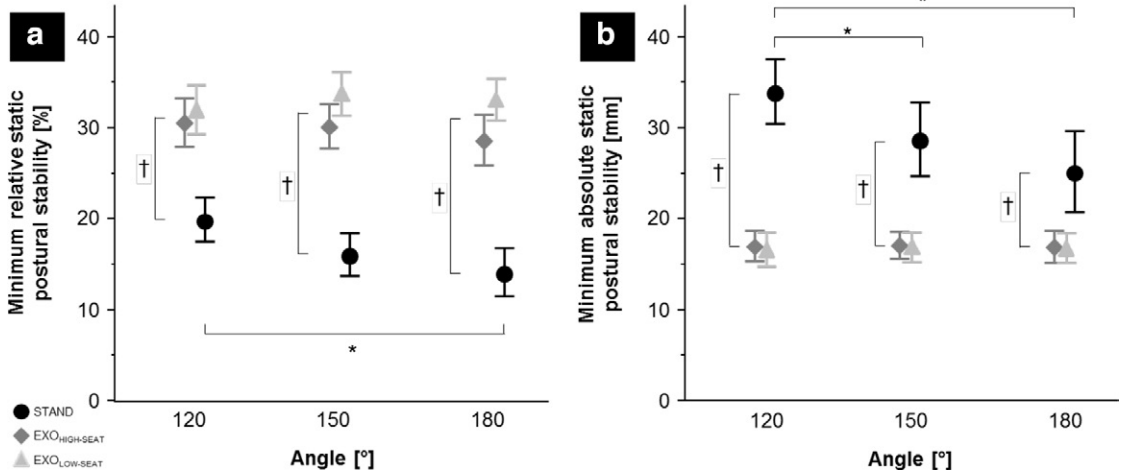 a
Minimum relative static
postural stability [%]
40
30
20
10
0
†
†
†
*
120
150
180
Angle [°]
STAND
EXOHIGH-SEAT
EXOLOW-SEAT
b
Minimum absolute static
postural stability [mm]
40
30
20
10
0
*
†
†
†
120
150
180
Angle [°]